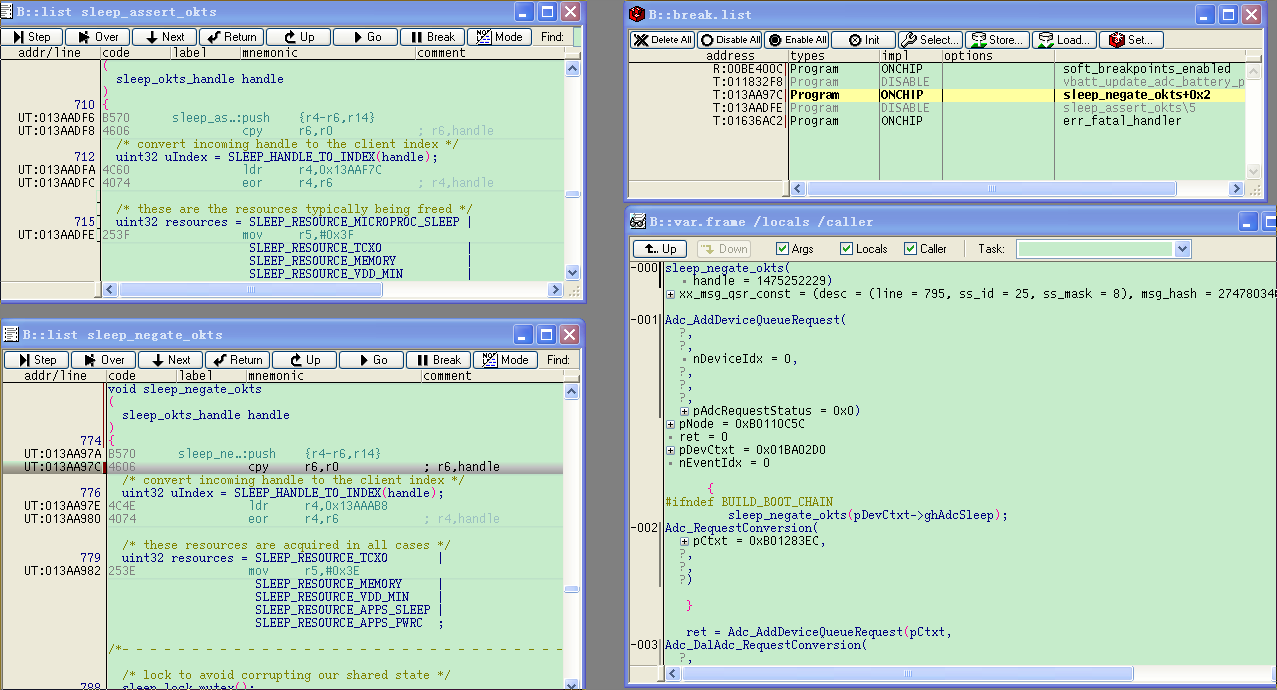 B::list sleep_assert_okts
Step Over Next Return Up Go Break Mode Find:
addr/line code label mnemonic comment
(
sleep_okts_handle handle
)
710 {
UT:013AADF6 B570 sleep_as..:push {r4-r6,r14}
UT:013AADF8 4606 cpy r6,r0 ; r6,handle
/* convert incoming handle to the client index */
712 uint32 uIndex = SLEEP_HANDLE_TO_INDEX(handle);
UT:013AADFA 4C60 ldr r4,0x13AAF7C
UT:013AADFC 4074 eor r4,r6 ; r4,handle
/* these are the resources typically being freed */
715 uint32 resources = SLEEP_RESOURCE_MICROPROC_SLEEP |
UT:013AADFE 253F mov r5,#0x3F
SLEEP_RESOURCE_TCXO |
SLEEP_RESOURCE_MEMORY |
SLEEP_RESOURCE_VDD_MIN |
B::list sleep_negate_okts
Step Over Next Return Up Go Break Mode Find:
addr/line code label mnemonic comment
void sleep_negate_okts
(
sleep_okts_handle handle
)
774 {
UT:013AA97A B570 sleep_ne..:push {r4-r6,r14}
UT:013AA97C 4606 cpy r6,r0 ; r6,handle
/* convert incoming handle to the client index */
776 uint32 uIndex = SLEEP_HANDLE_TO_INDEX(handle);
UT:013AA97E 4C4E ldr r4,0x13AAAB8
UT:013AA980 4074 eor r4,r6 ; r4,handle
/* these resources are acquired in all cases */
779 uint32 resources = SLEEP_RESOURCE_TCXO |
UT:013AA982 253E mov r5,#0x3E
SLEEP_RESOURCE_MEMORY |
SLEEP_RESOURCE_VDD_MIN |
SLEEP_RESOURCE_APPS_SLEEP |
SLEEP_RESOURCE_APPS_PWRC ;
/*- - - - - - - - - - - - - - - - - - - - - - - - - - - - - - - -
/* lock to avoid corrupting our shared state */
788 sleep_lock_mutex();
B::break.list
Delete All Disable All Enable All Init Select... Store... Load... Set...
address types impl options
R:00BE400C Program ONCHIP soft_breakpoints_enabled
T:011832F8 Program DISABLE vbatt_update_adc_battery_p
T:013AA97C Program ONCHIP sleep_negate_okts+0x2
T:013AADFE Program DISABLE sleep_assert_okts\5
T:01636AC2 Program ONCHIP err_fatal_handler
B::var.frame /locals /caller
Up Down Args Locals Caller Task:
-000 sleep_negate_okts(
handle = 1475252229)
xx_msg_qsr_const = (desc = (line = 795, ss_id = 25, ss_mask = 8), msg_hash = 27478034
-001 Adc_AddDeviceQueueRequest(
?,
?,
nDeviceIdx = 0,
?,
?,
?,
pAdcRequestStatus = 0x0)
pNode = 0xB0110C5C
ret = 0
pDevCtxt = 0x01BA02D0
nEventIdx = 0
{
#ifndef BUILD_BOOT_CHAIN
sleep_negate_okts(pDevCtxt->ghAdcSleep);
-002 Adc_RequestConversion(
pCtxt = 0xB01283EC,
?,
?,
?)
}
ret = Adc_AddDeviceQueueRequest(pCtxt,
-003 Adc_DalAdc_RequestConversion(
?,